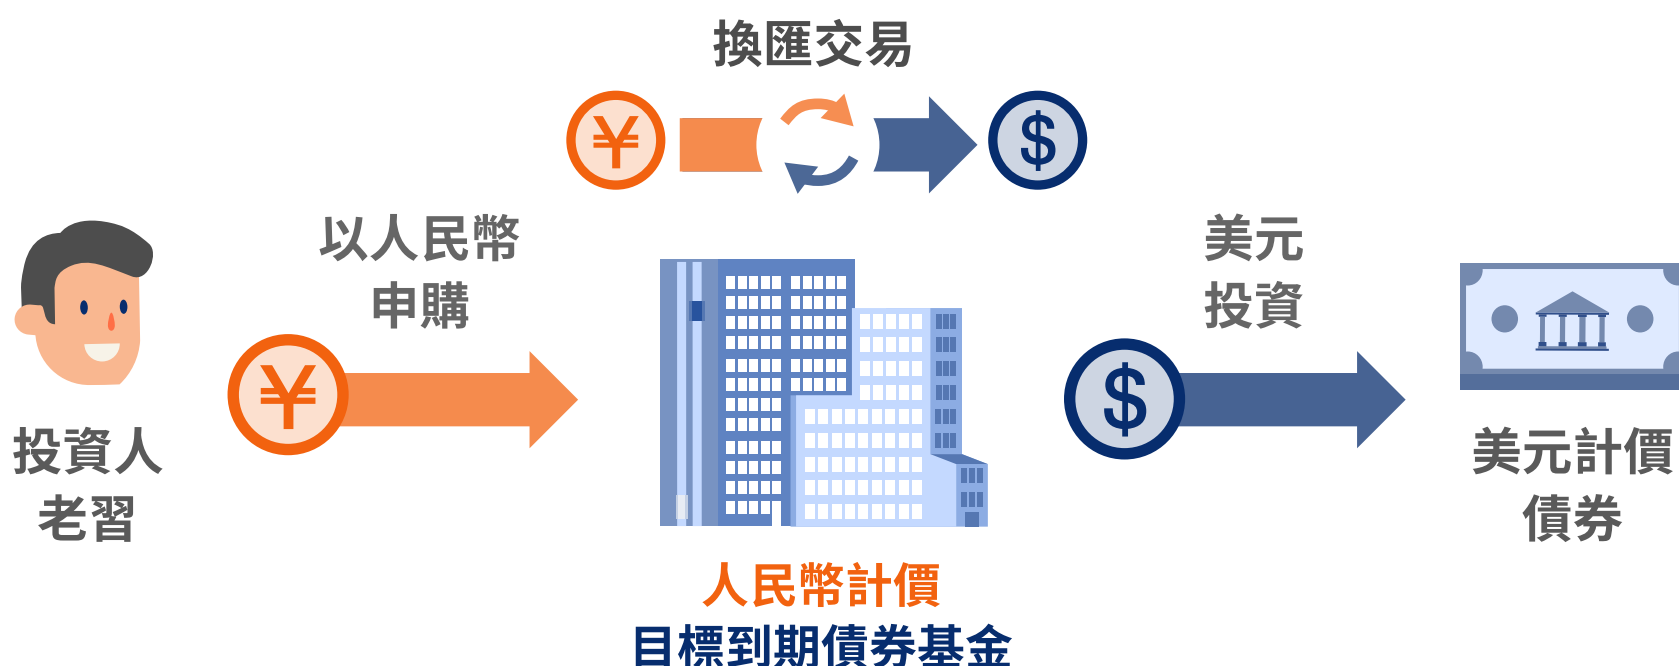 換匯交易
¥
$
以人民幣
申購
美元
投資
¥
$
投資人
老習
美元計價
債券
人民幣計價
目標到期債券基金